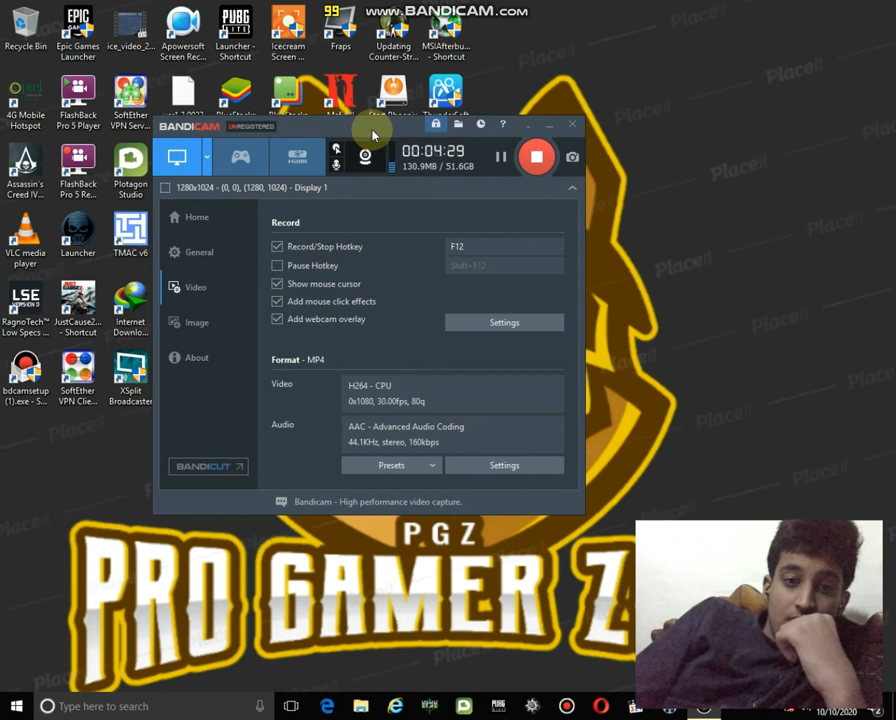 99
www.BANDICAM.com
Recycle Bin
Epic Games
Launcher
ice_video_2...
Apowersoft
Screen Rec...
Launcher -
Shortcut
Icecream
Screen ...
Fraps
Updating
Counter-Str...
MSIAfterbu...
4G Mobile
Hotspot
FlashBack
Pro 5 Player
SoftEther
VPN Serv...
BANDICAM
UNREGISTERED
00:04:29
130.9MB / 51.6GB
HDMI
1280x1024 - (0, 0), (1280, 1024) - Display 1
Assassin's
Creed IV...
FlashBack
Pro 5 Re...
Plotagon
Studio
VLC media
player
Launcher
TMAC v6
LSE
RagnoTech™
Low Specs ...
JustCause2...
- Shortcut
Internet
Downlo...
bdcamsetup
(1).exe - S...
SoftEther
VPN Clie...
XSplit
Broadcaster
Home
General
Video
Image
About
BANDICUT
Record
Record/Stop Hotkey
F12
Pause Hotkey
Shift+F12
Show mouse cursor
Add mouse click effects
Add webcam overlay
Settings
Format - MP4
Video
H264 - CPU
0x1080, 30.00fps, 80q
Audio
AAC - Advanced Audio Coding
44.1KHz, stereo, 160kbps
Presets
Settings
Bandicam - High performance video capture.
PGZ
PRO GAMER Z
Type here to search
10/10/2020